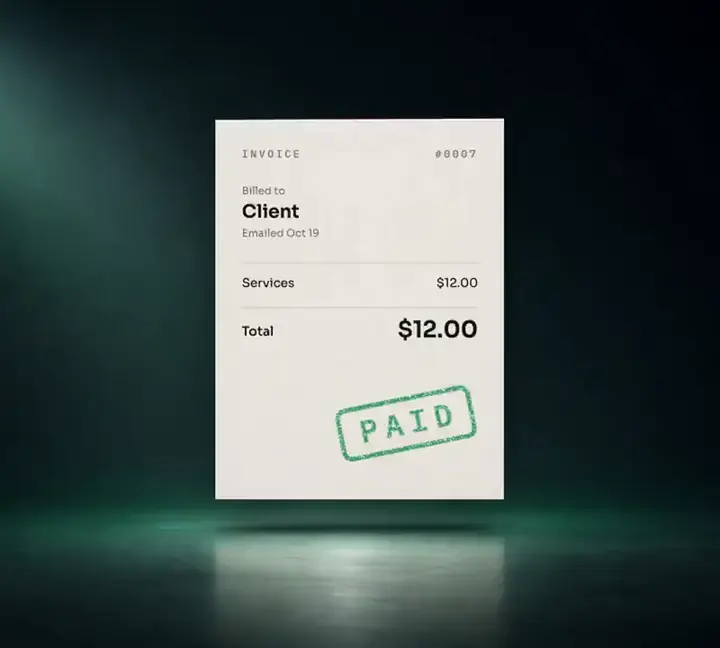 INVOICE #0007
Billed to
Client
Emailed Oct 19
Services $12.00
Total $12.00
PAID